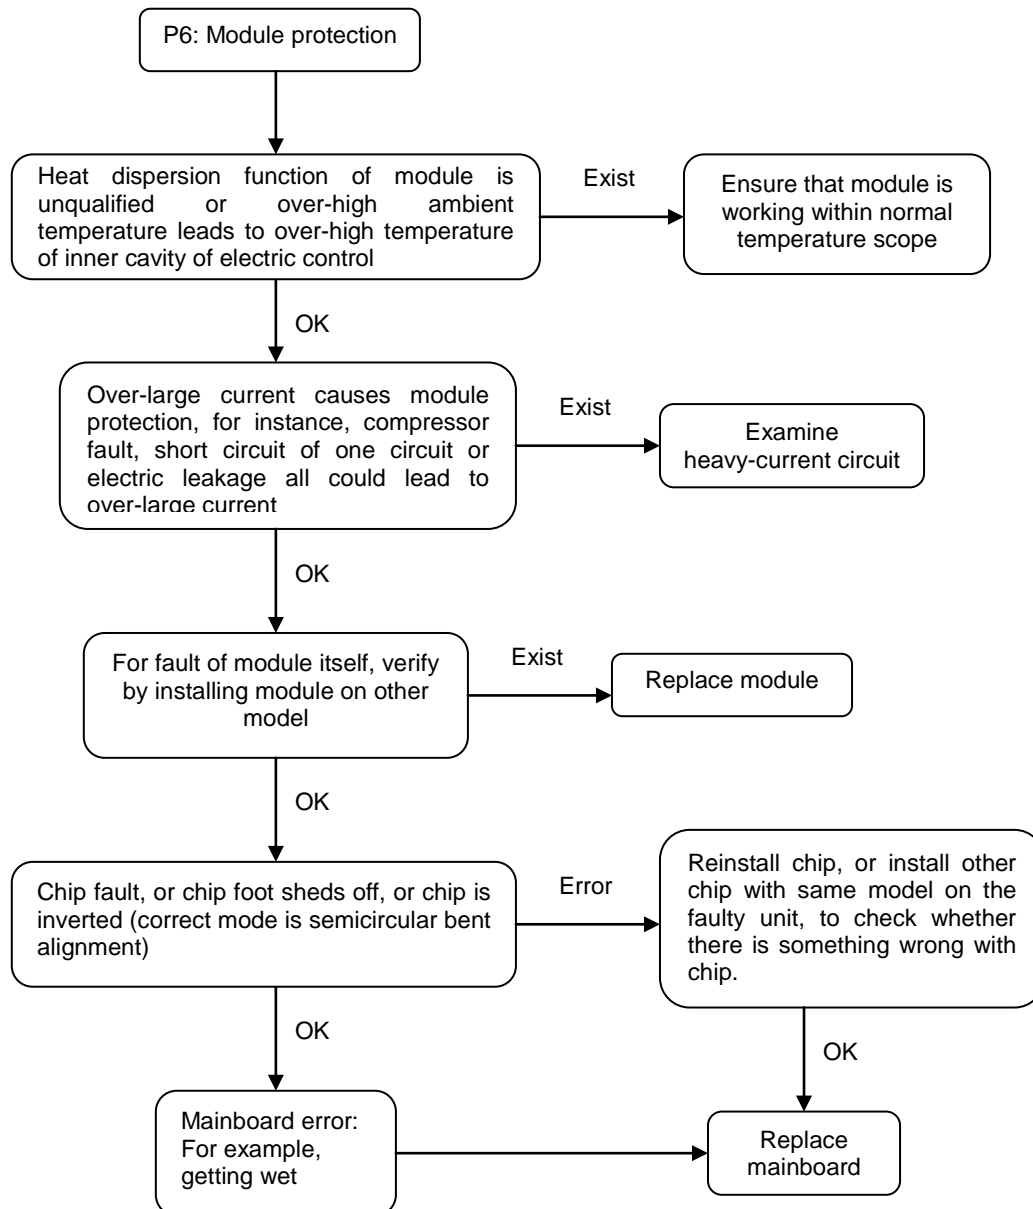 P6: Module protection
Heat dispersion function of module is
unqualified or over-high ambient
temperature leads to over-high temperature
of inner cavity of electric control
Exist
Ensure that module is
working within normal
temperature scope
OK
Over-large current causes module
protection, for instance, compressor
fault, short circuit of one circuit or
electric leakage all could lead to
over-large current
Exist
Examine
heavy-current circuit
OK
For fault of module itself, verify
by installing module on other
model
Exist
Replace module
OK
Chip fault, or chip foot sheds off, or chip is
inverted (correct mode is semicircular bent
alignment)
Error
Reinstall chip, or install other
chip with same model on the
faulty unit, to check whether
there is something wrong with
chip.
OK
OK
Mainboard error:
For example,
getting wet
Replace
mainboard